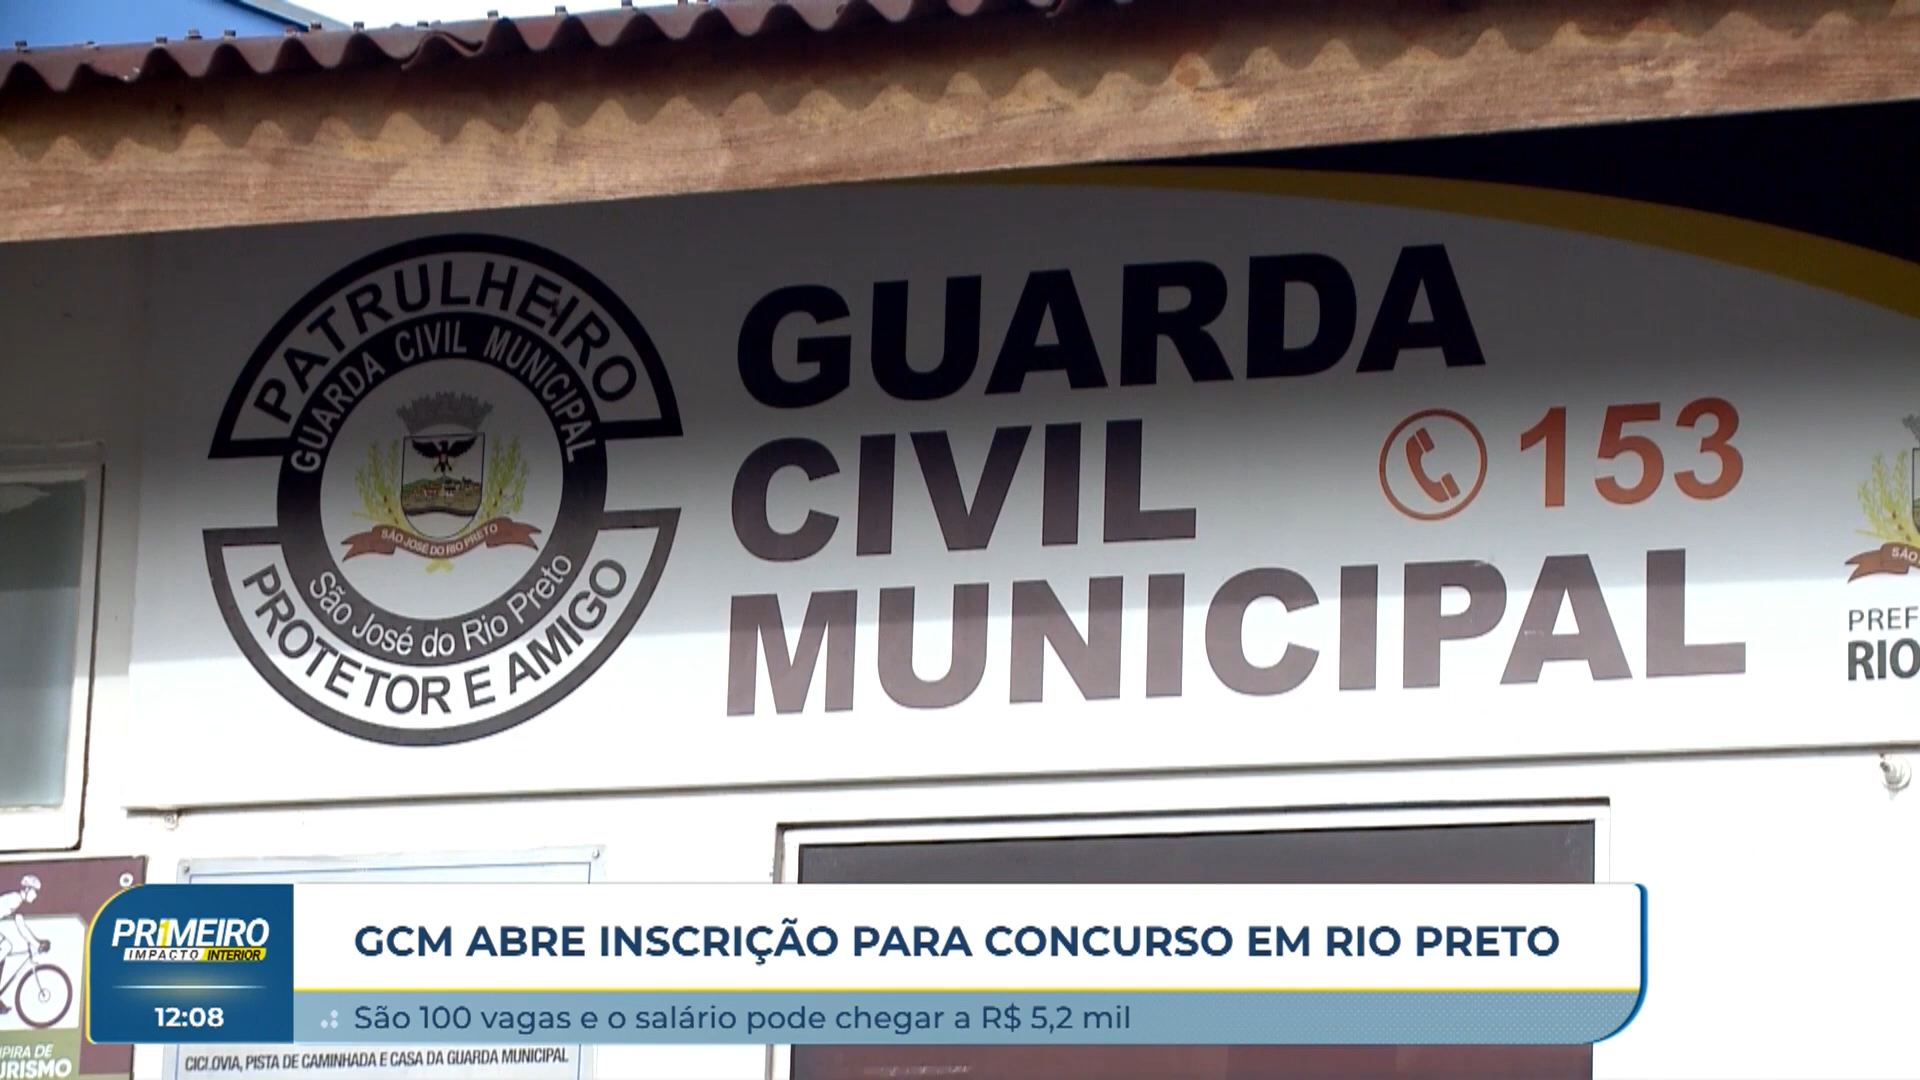 PATRULHEIRO
GUARDA CIVIL MUNICIPAL
SÃO JOSÉ DO RIO PRETO
São José do Rio Preto
PROTETOR E AMIGO
GUARDA
CIVIL
153
MUNICIPAL
SÃO
PREF
RIO
PR1MEIRO
IMPACTO INTERIOR
12:08
GCM ABRE INSCRIÇÃO PARA CONCURSO EM RIO PRETO
São 100 vagas e o salário pode chegar a R$ 5,2 mil
CICLOVIA, PISTA DE CAMINHADA E CASA DA GUARDA MUNICIPAL